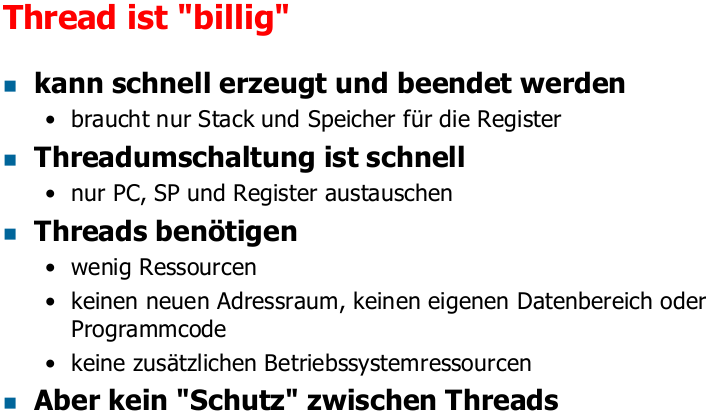 Thread ist "billig"
kann schnell erzeugt und beendet werden
• braucht nur Stack und Speicher für die Register
Threadumschaltung ist schnell
• nur PC, SP und Register austauschen
Threads benötigen
• wenig Ressourcen
• keinen neuen Adressraum, keinen eigenen Datenbereich oder
Programmcode
• keine zusätzlichen Betriebssystemressourcen
Aber kein "Schutz" zwischen Threads